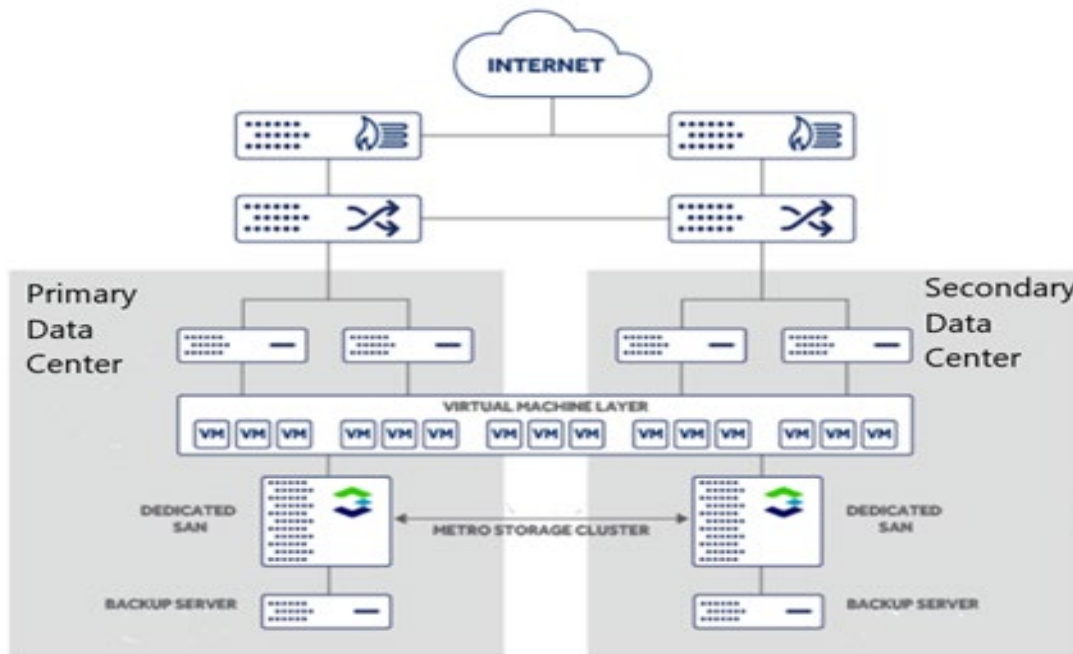 INTERNET
Primary
Data
Center
Secondary
Data
Center
VIRTUAL MACHINE LAYER
VM VM VM VM VM VM VM VM VM VM VM VM VM VM VM
DEDICATED
SAN
METRO STORAGE CLUSTER
DEDICATED
SAN
BACKUP SERVER
BACKUP SERVER